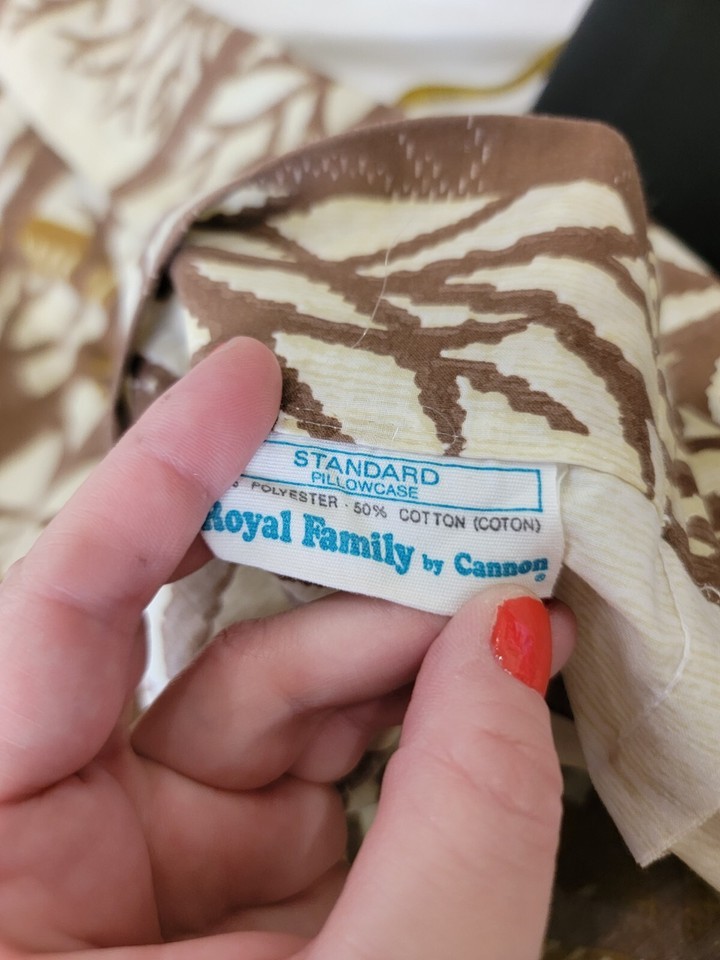 STANDARD
PILLOWCASE
POLYESTER · 50% COTTON (COTON)
Royal Family by Cannon®